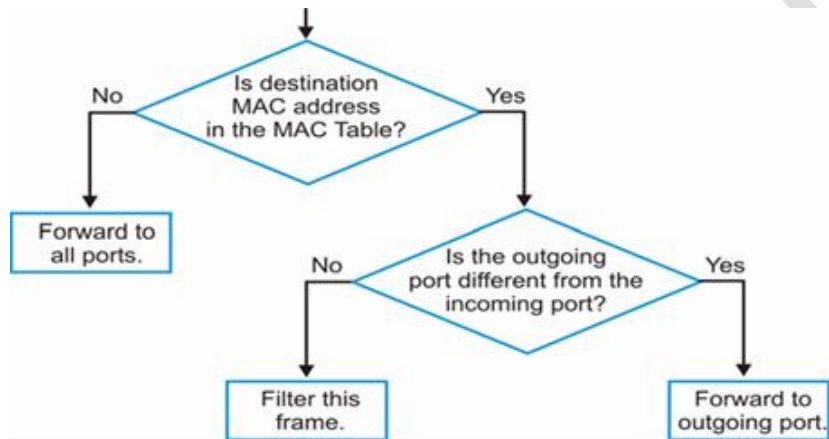 Is destination
MAC address
in the MAC Table?
No
Yes
Forward to
all ports.
Is the outgoing
port different from the
incoming port?
No
Yes
Filter this
frame.
Forward to
outgoing port.